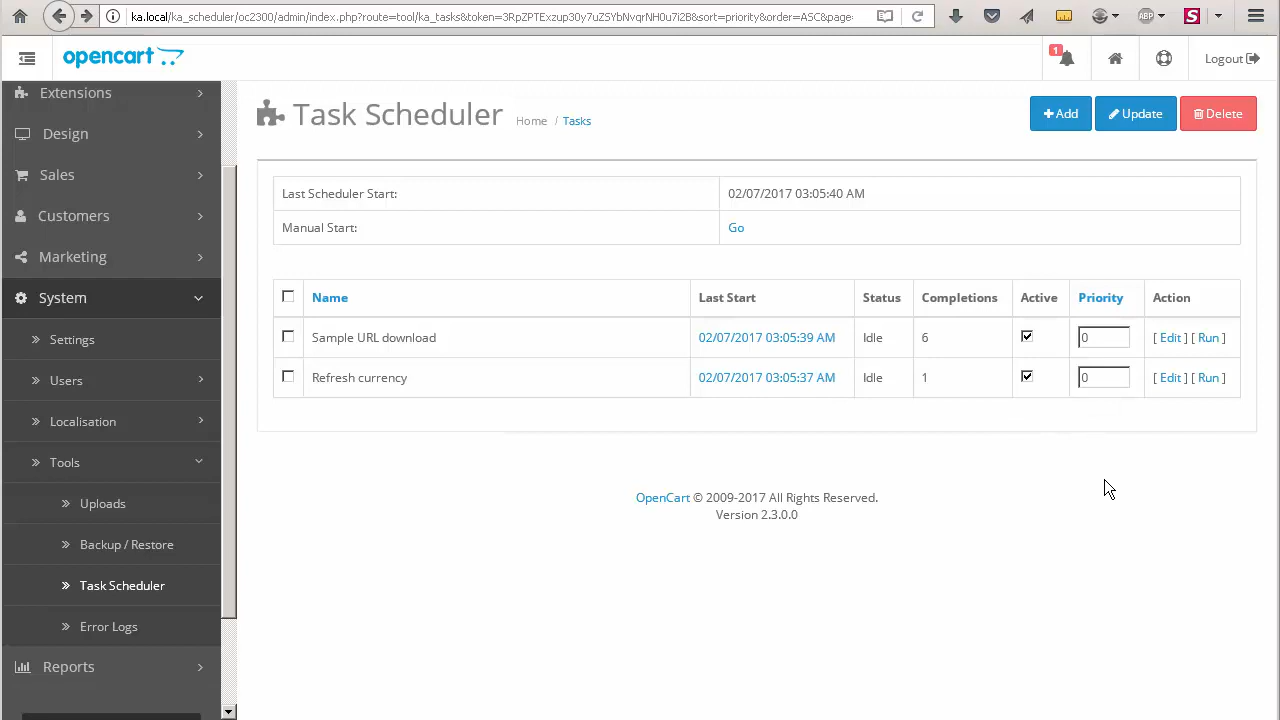 ka.local/ka_scheduler/oc2300/admin/index.php?route=tool/ka_tasks&token=3RpZPTExzup30y7uZSYbNvqrNH0u7i2B&sort=priority&order=ASC&page=
ABP
S
opencart
1
Logout
Extensions
Design
Sales
Customers
Marketing
System
Settings
Users
Localisation
Tools
Uploads
Backup / Restore
Task Scheduler
Error Logs
Reports
Task Scheduler Home / Tasks
Add Update Delete
Last Scheduler Start: 02/07/2017 03:05:40 AM
Manual Start: Go
Name Last Start Status Completions Active Priority Action
Sample URL download 02/07/2017 03:05:39 AM Idle 6 0 [ Edit ] [ Run ]
Refresh currency 02/07/2017 03:05:37 AM Idle 1 0 [ Edit ] [ Run ]
OpenCart © 2009-2017 All Rights Reserved.
Version 2.3.0.0